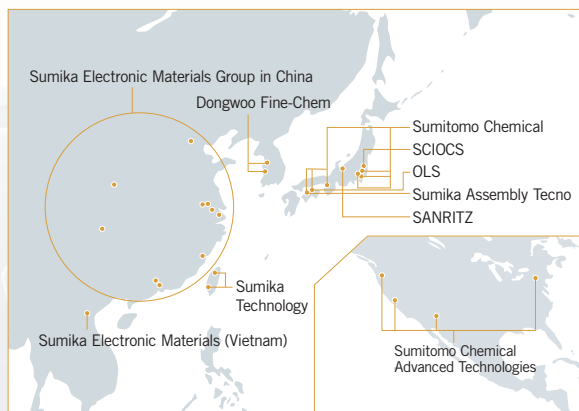 Sumika Electronic Materials Group in China
Dongwoo Fine-Chem
Sumitomo Chemical
SCIOCS
OLS
Sumika Assembly Tecno
SANRITZ
Sumika
Technology
Sumika Electronic Materials (Vietnam)
Sumitomo Chemical
Advanced Technologies